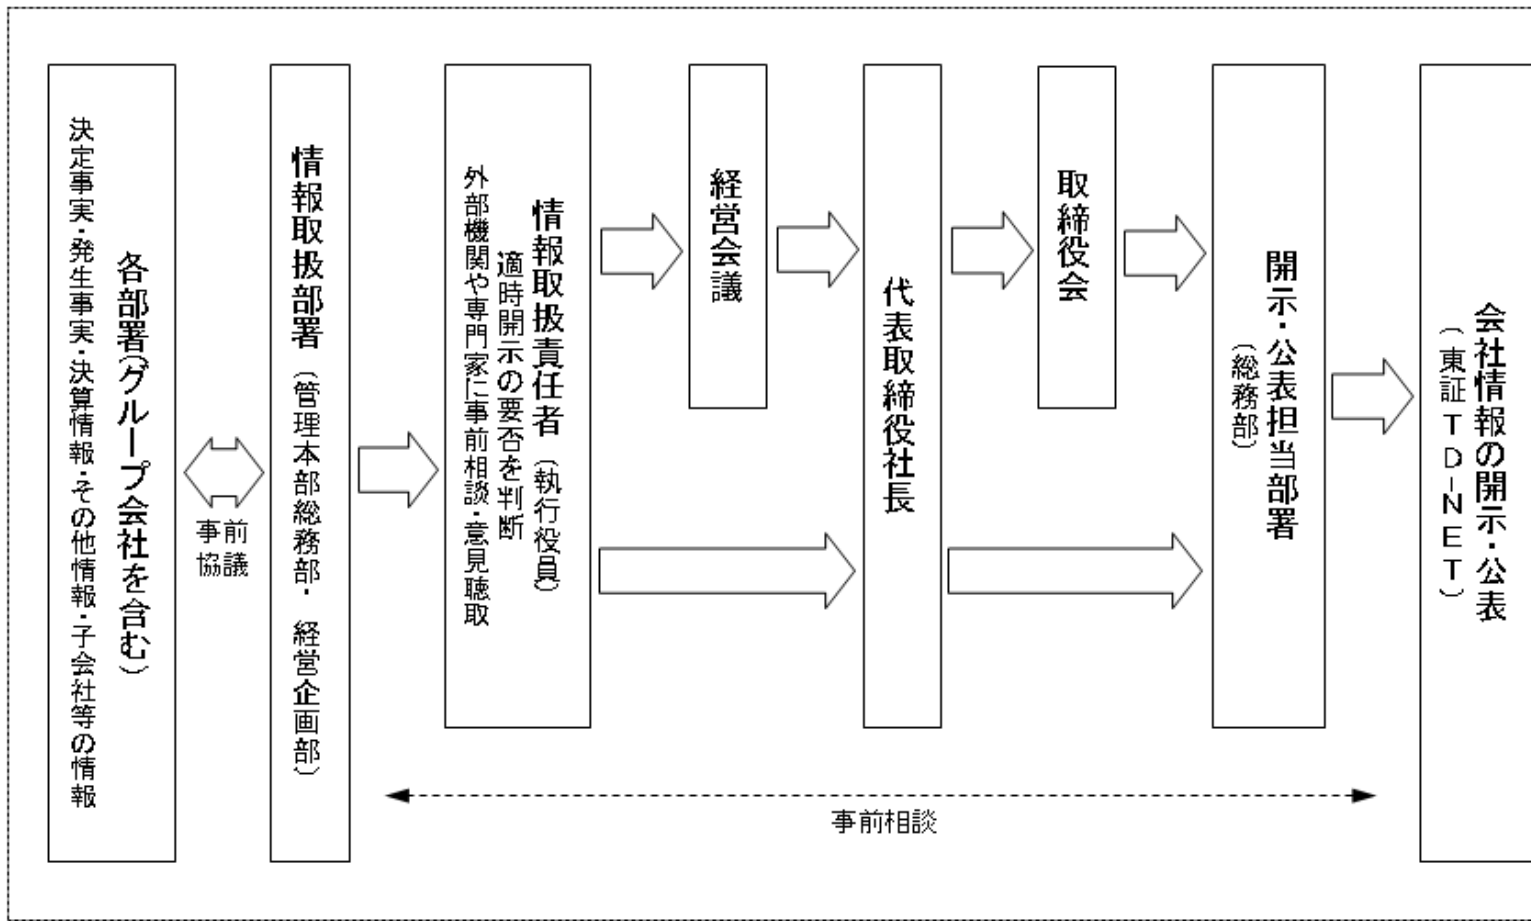 各部署(グループ会社を含む)
決定事実・発生事実・決算情報・その他情報・子会社等の情報
事前
協議
情報取扱部署(管理本部総務部・ 経営企画部)
情報取扱責任者(執行役員)
適時開示の要否を判断
外部機関や専門家に事前相談・意見聴取
経営会議
代表取締役社長
取締役会
開示・公表担当部署
(総務部)
会社情報の開示・公表
(東証TD-NET)
事前相談